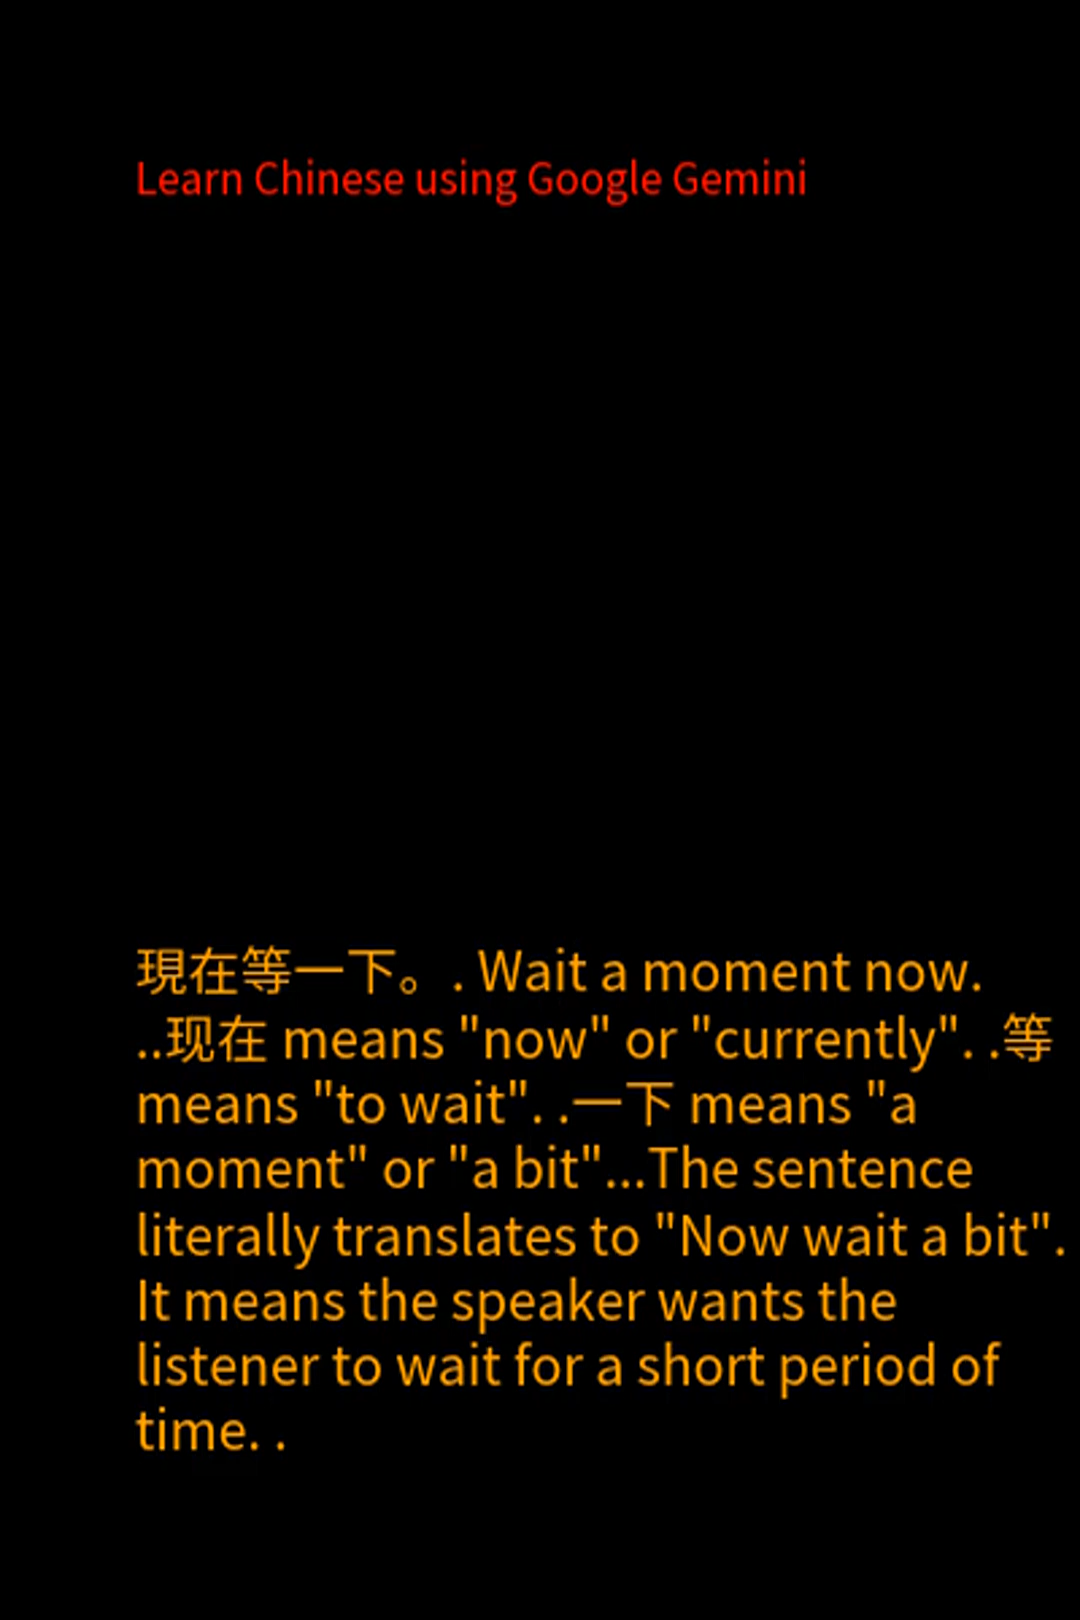 Learn Chinese using Google Gemini
現在等一下。. Wait a moment now.
..现在 means "now" or "currently". .等
means "to wait". .一下 means "a
moment" or "a bit"...The sentence
literally translates to "Now wait a bit".
It means the speaker wants the
listener to wait for a short period of
time. .